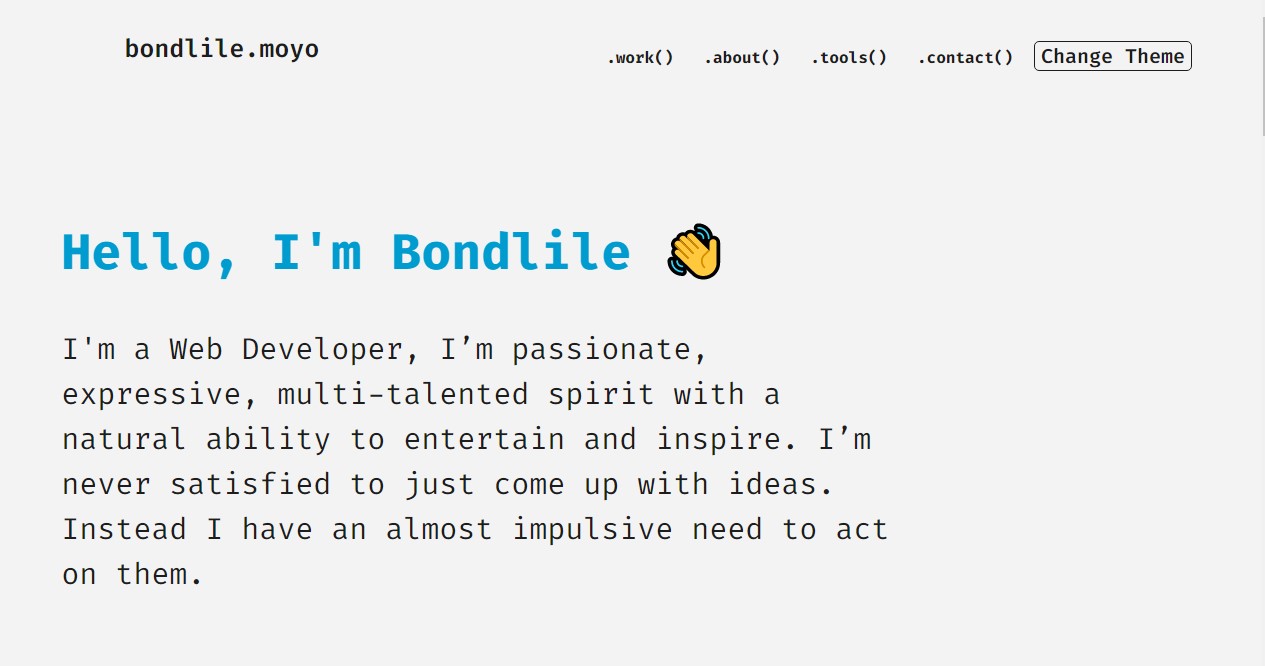 bondlile.moyo
.work() .about() .tools() .contact() Change Theme
Hello, I'm Bondlile
I'm a Web Developer, I’m passionate,
expressive, multi-talented spirit with a
natural ability to entertain and inspire. I’m
never satisfied to just come up with ideas.
Instead I have an almost impulsive need to act
on them.